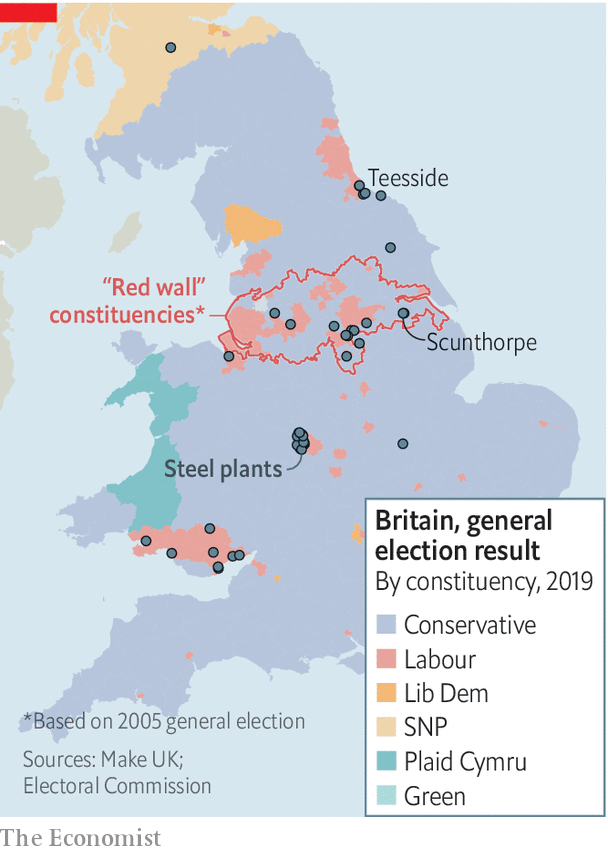 Teesside
“Red wall”
constituencies*
Scunthorpe
Steel plants
Britain, general
election result
By constituency, 2019
Conservative
Labour
Lib Dem
SNP
Plaid Cymru
Green
*Based on 2005 general election
Sources: Make UK;
Electoral Commission
The Economist